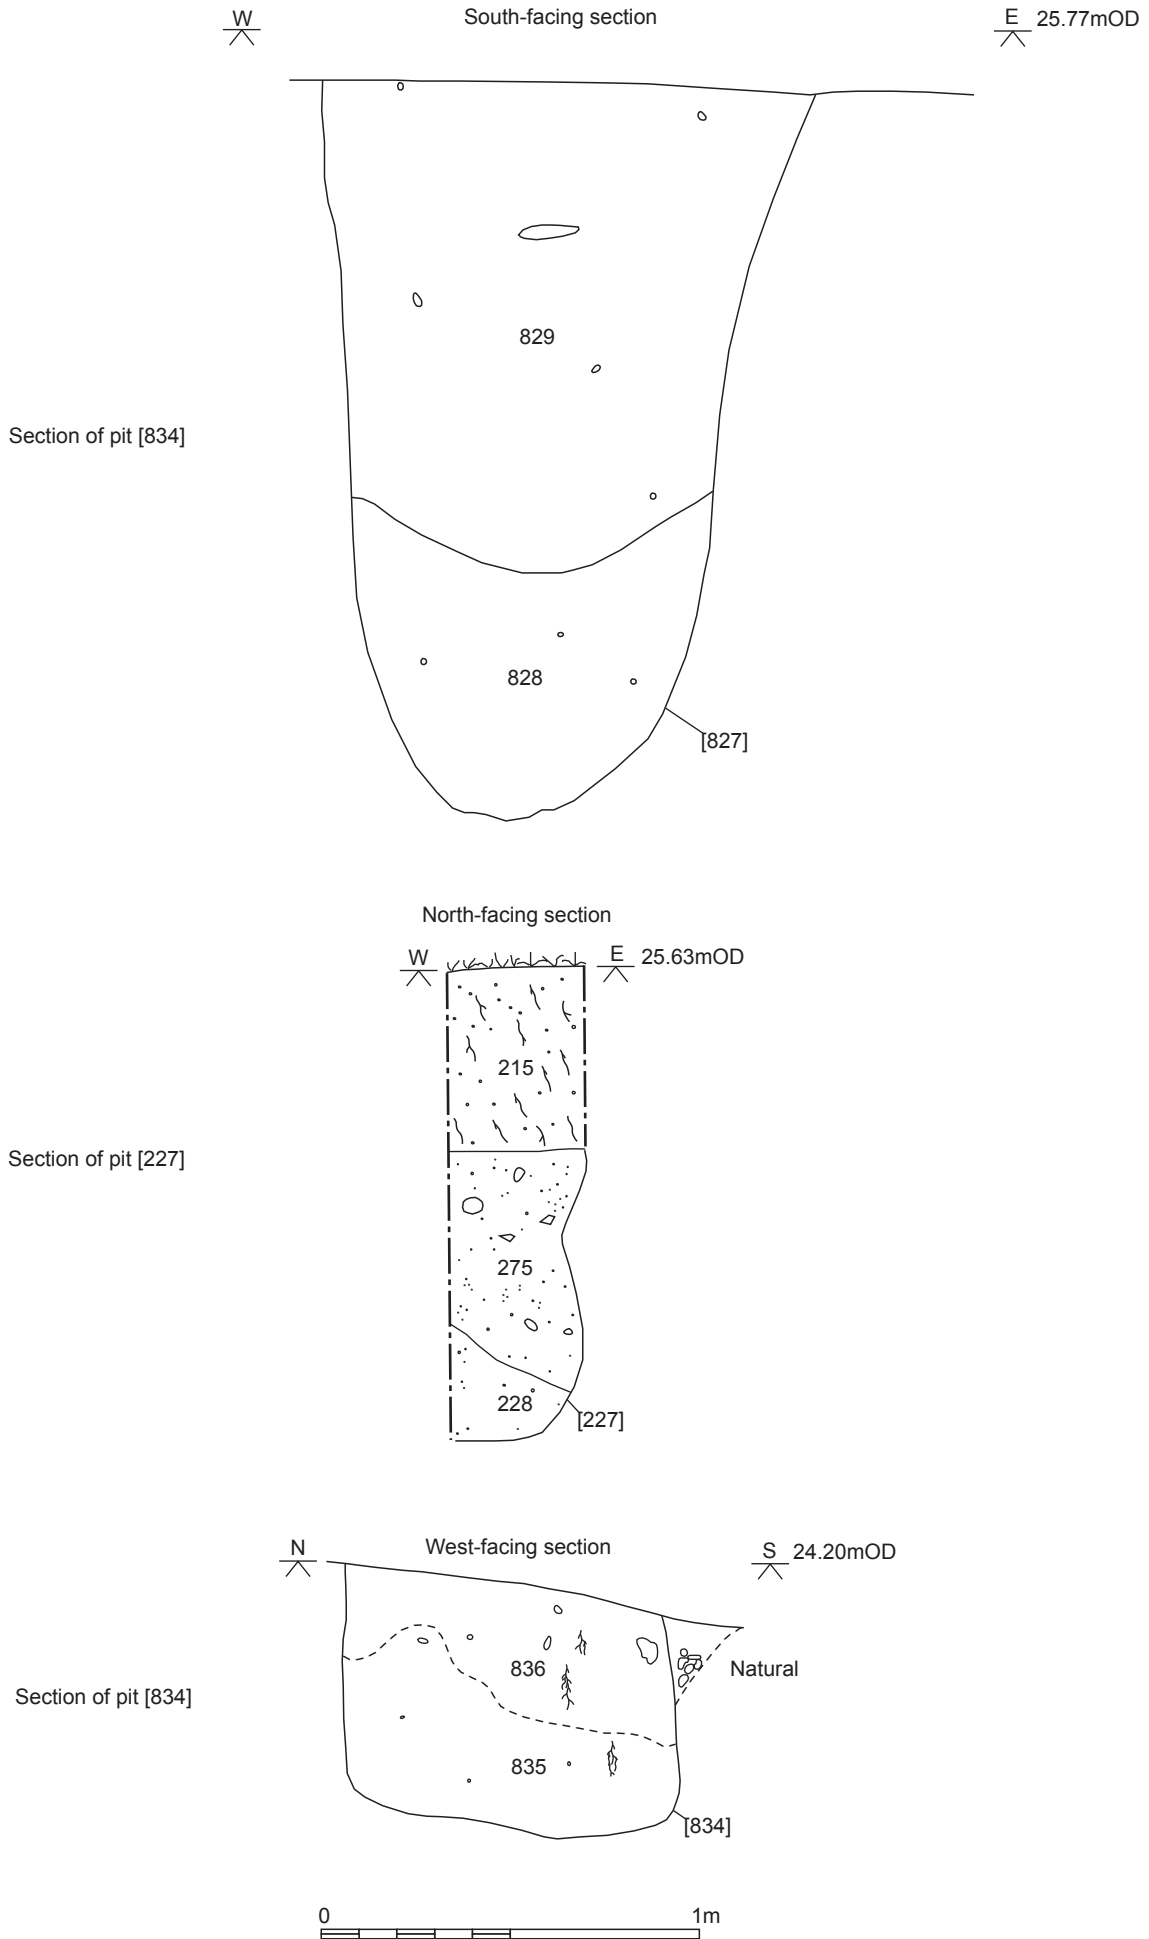 W South-facing section E 25.77mOD
829
Section of pit [834]
828
[827]
North-facing section
W E 25.63mOD
215
Section of pit [227]
275
228
[227]
N West-facing section S 24.20mOD
836 Natural
Section of pit [834]
835
[834]
0 1m